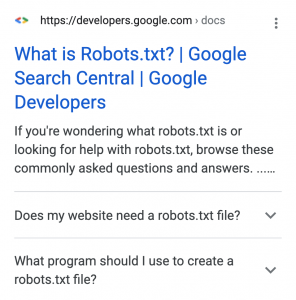 https://developers.google.com › docs
What is Robots.txt? | Google
Search Central | Google
Developers
If you're wondering what robots.txt is or
looking for help with robots.txt, browse these
commonly asked questions and answers. ......
Does my website need a robots.txt file?
What program should I use to create a
robots.txt file?